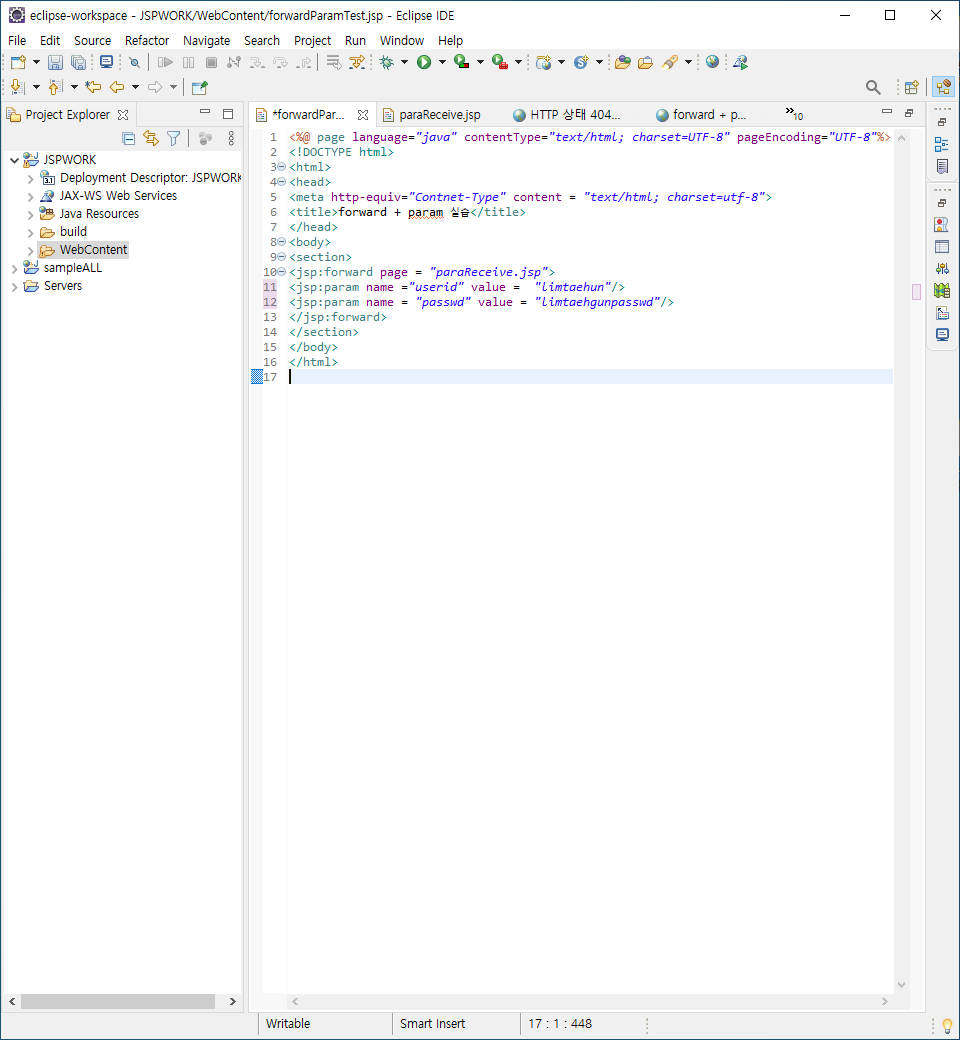 eclipse-workspace - JSPWORK/WebContent/forwardParamTest.jsp - Eclipse IDE
File Edit Source Refactor Navigate Search Project Run Window Help
Project Explorer
*forwardPar... paraReceive.jsp HTTP 상태 404... forward + p... »10
JSPWORK
Deployment Descriptor: JSPWORK
JAX-WS Web Services
Java Resources
build
WebContent
sampleALL
Servers
1 <%@ page language="java" contentType="text/html; charset=UTF-8" pageEncoding="UTF-8"%>
2 <!DOCTYPE html>
3 <html>
4 <head>
5 <meta http-equiv="Contnet-Type" content = "text/html; charset=utf-8">
6 <title>forward + param 실습</title>
7 </head>
8 <body>
9 <section>
10 <jsp:forward page = "paraReceive.jsp">
11 <jsp:param name ="userid" value =  "limtaehun"/>
12 <jsp:param name = "passwd" value = "limtaehgunpasswd"/>
13 </jsp:forward>
14 </section>
15 </body>
16 </html>
17
Writable Smart Insert 17 : 1 : 448